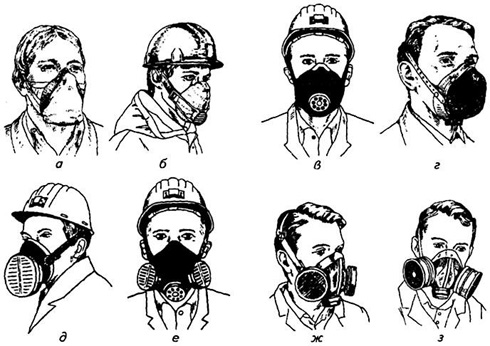 а б в г
д е ж з